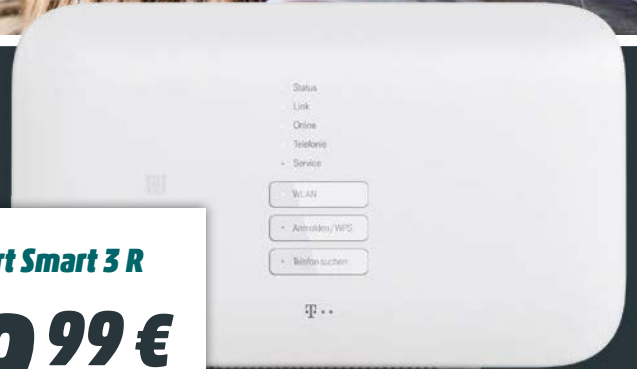 Status
Link
Online
Telefonie
Service
WLAN
Anmelden/WPS
Telefon suchen
T
rt Smart 3 R
99 €